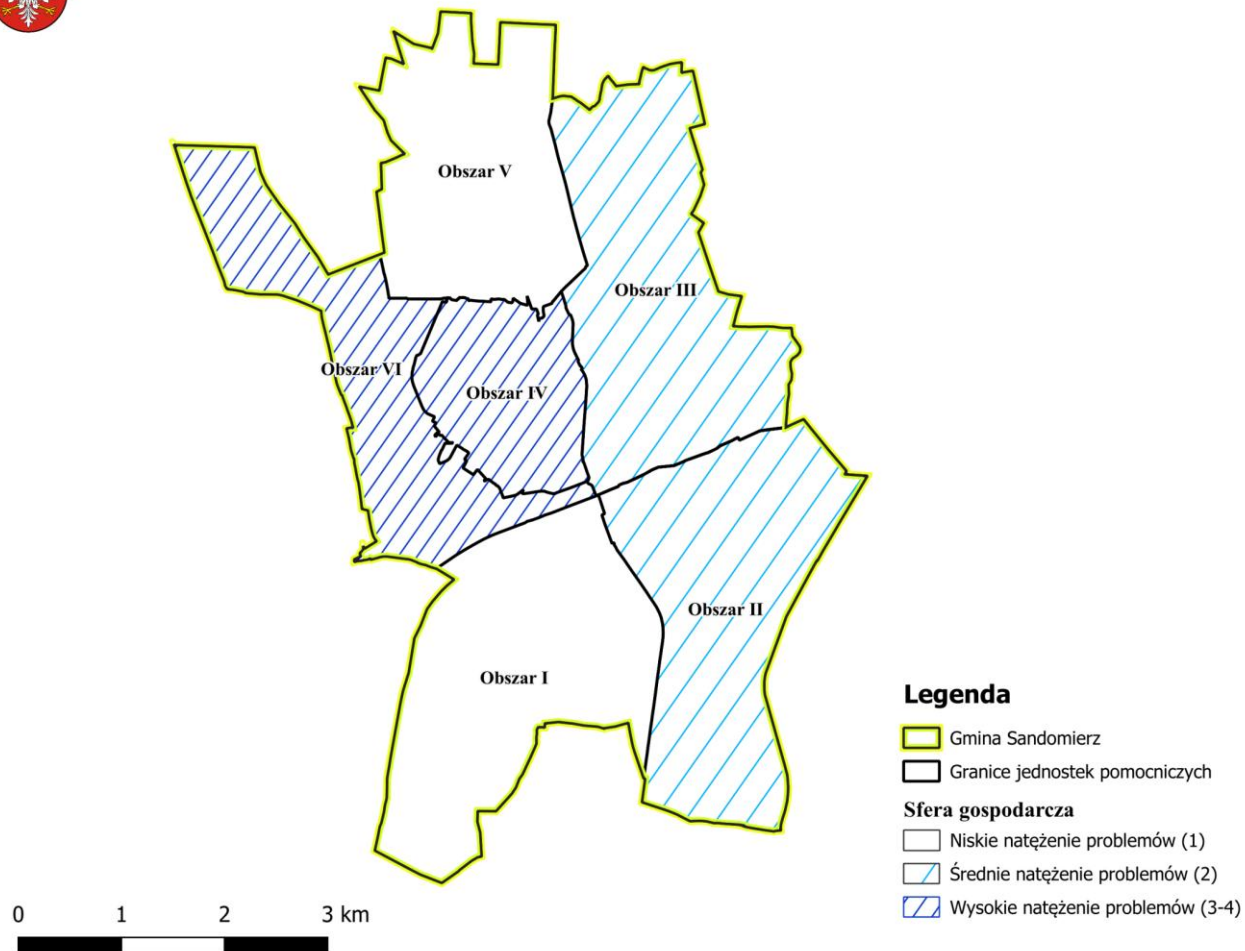 Obszar V
Obszar III
Obszar VI
Obszar IV
Obszar II
Obszar I
Legenda
Gmina Sandomierz
Granice jednostek pomocniczych
Sfera gospodarcza
Niskie natężenie problemów (1)
Średnie natężenie problemów (2)
Wysokie natężenie problemów (3-4)
0 1 2 3 km